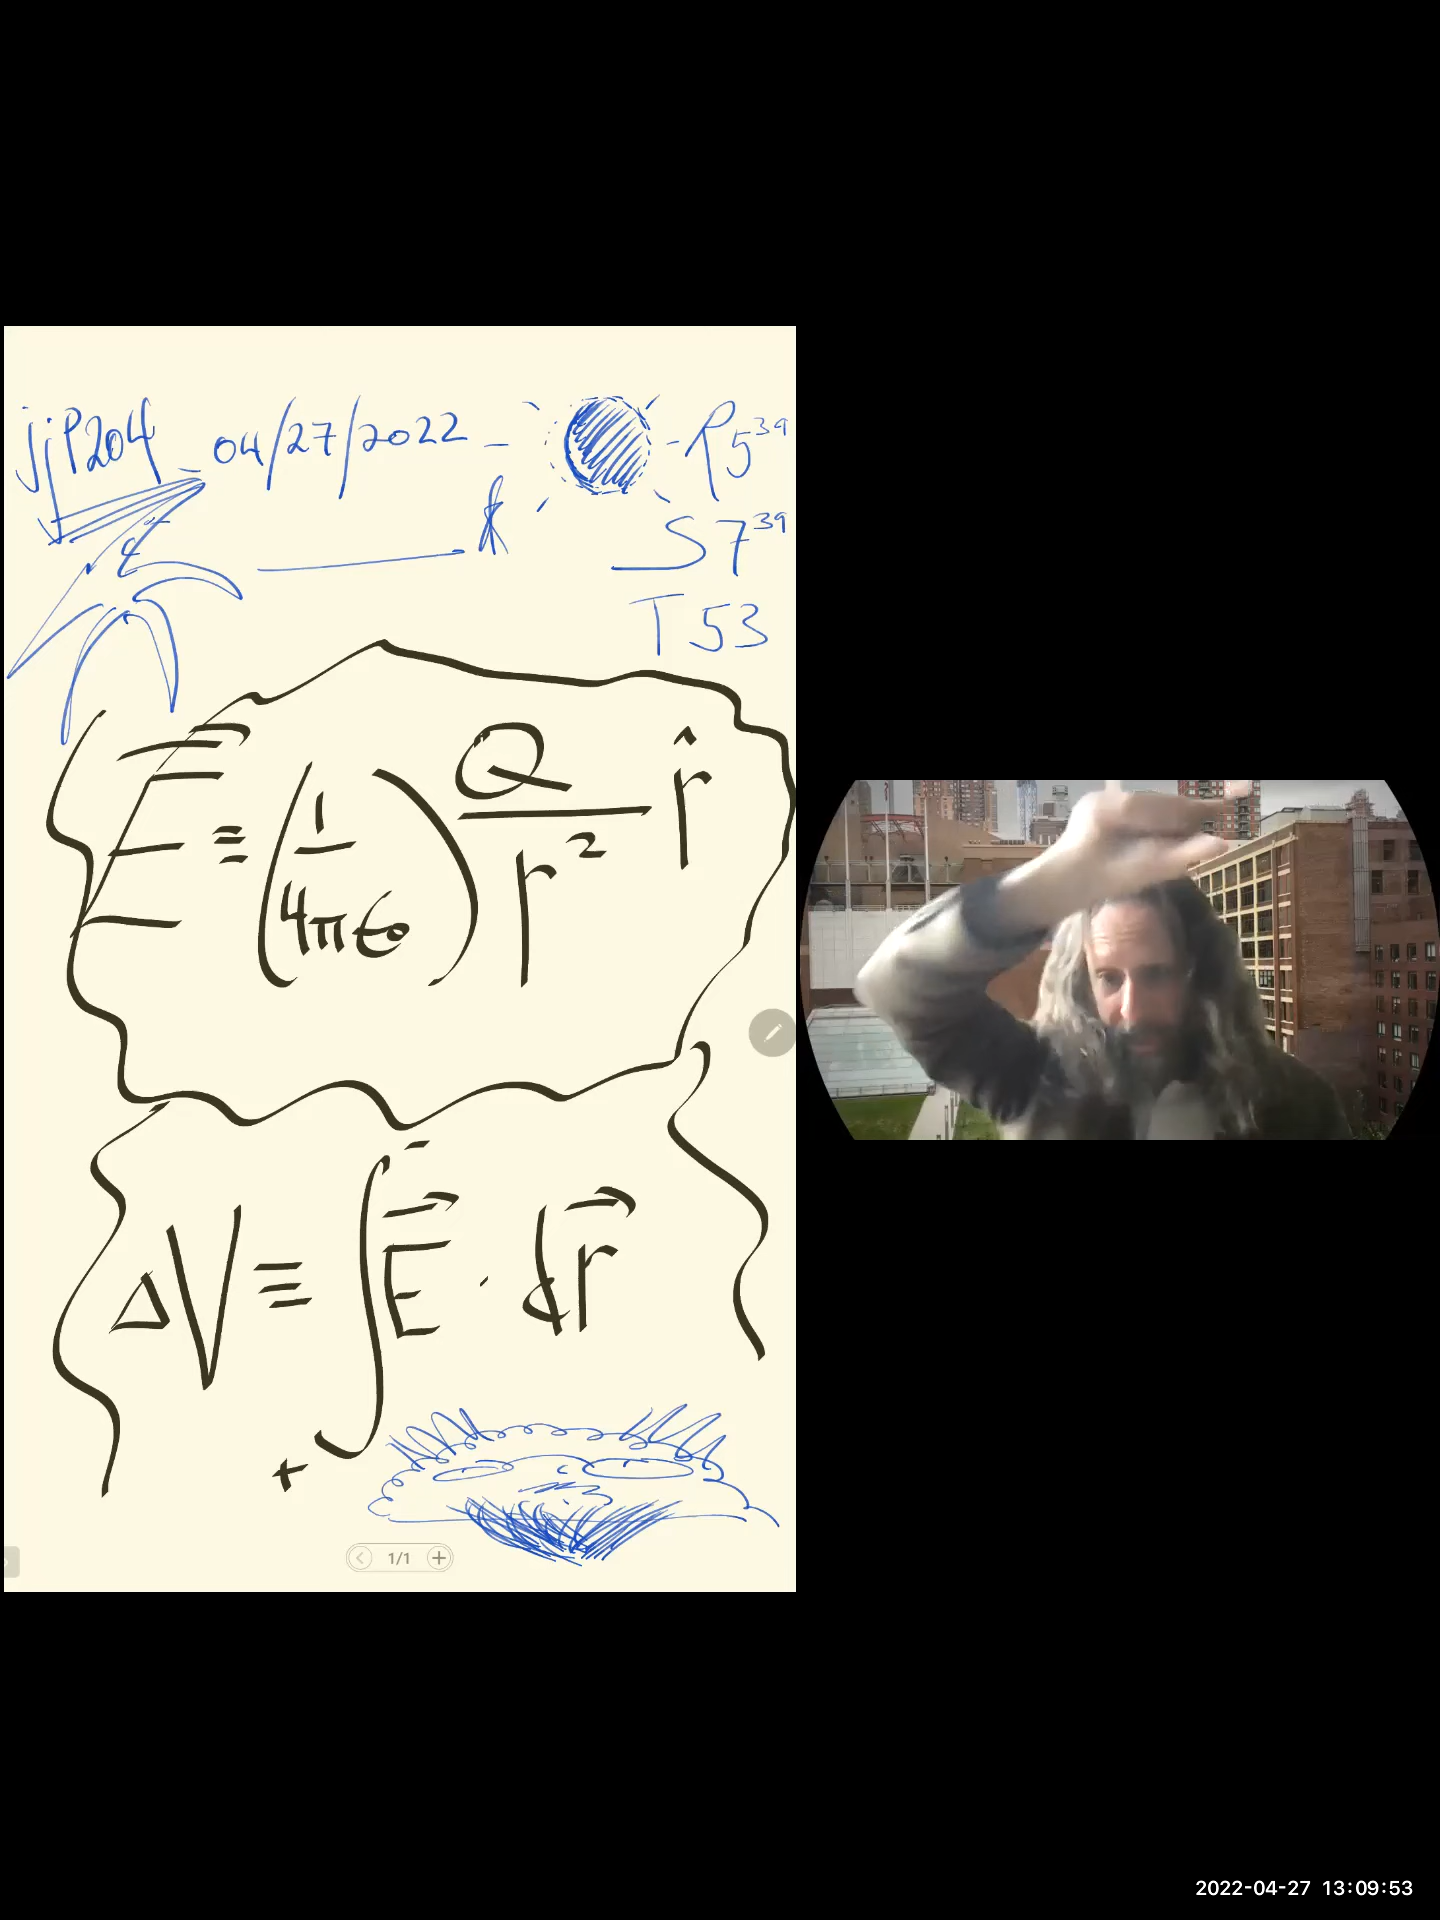 jjP204 04/27/2022 - R5³⁹
S7³⁹
T53
E⃗ = (1/4πϵ₀) Q/r² r̂
ΔV ≡ ∫₊⁻ E⃗ · dr⃗
1/1
2022-04-27 13:09:53